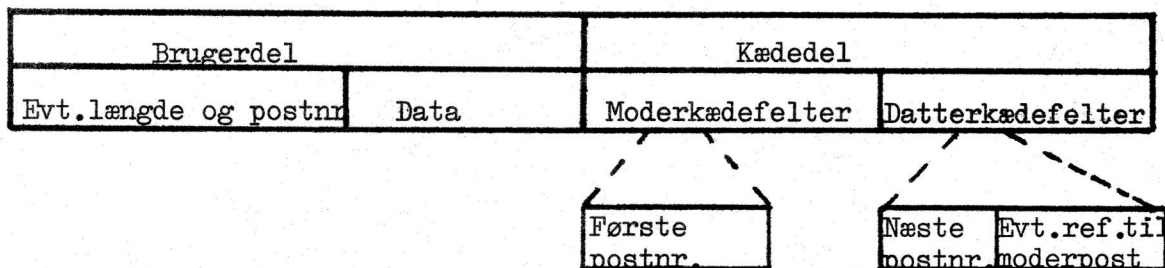 Brugerdel Kædedel
Evt.længde og postnr Data Moderkædefelter Datterkædefelter
Første Næste Evt.ref.til
postnr. postnr. moderpost